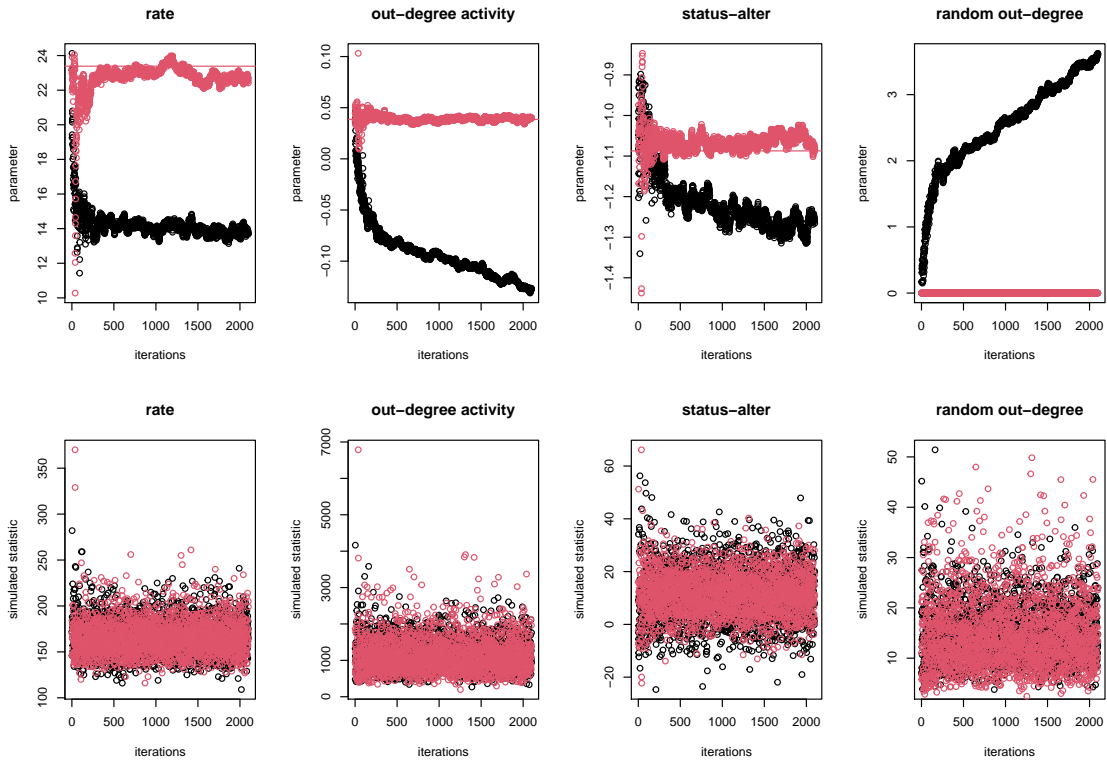 rate
out−degree activity
status−alter
random out−degree
parameter
10 12 14 16 18 20 22 24
0 500 1000 1500 2000
iterations
parameter
−0.10 −0.05 0.00 0.05 0.10
0 500 1000 1500 2000
iterations
parameter
−1.4 −1.3 −1.2 −1.1 −1.0 −0.9
0 500 1000 1500 2000
iterations
parameter
0 1 2 3
0 500 1000 1500 2000
iterations
rate
out−degree activity
status−alter
random out−degree
simulated statistic
100 150 200 250 300 350
0 500 1000 1500 2000
iterations
simulated statistic
0 1000 3000 5000 7000
0 500 1000 1500 2000
iterations
simulated statistic
−20 0 20 40 60
0 500 1000 1500 2000
iterations
simulated statistic
10 20 30 40 50
0 500 1000 1500 2000
iterations